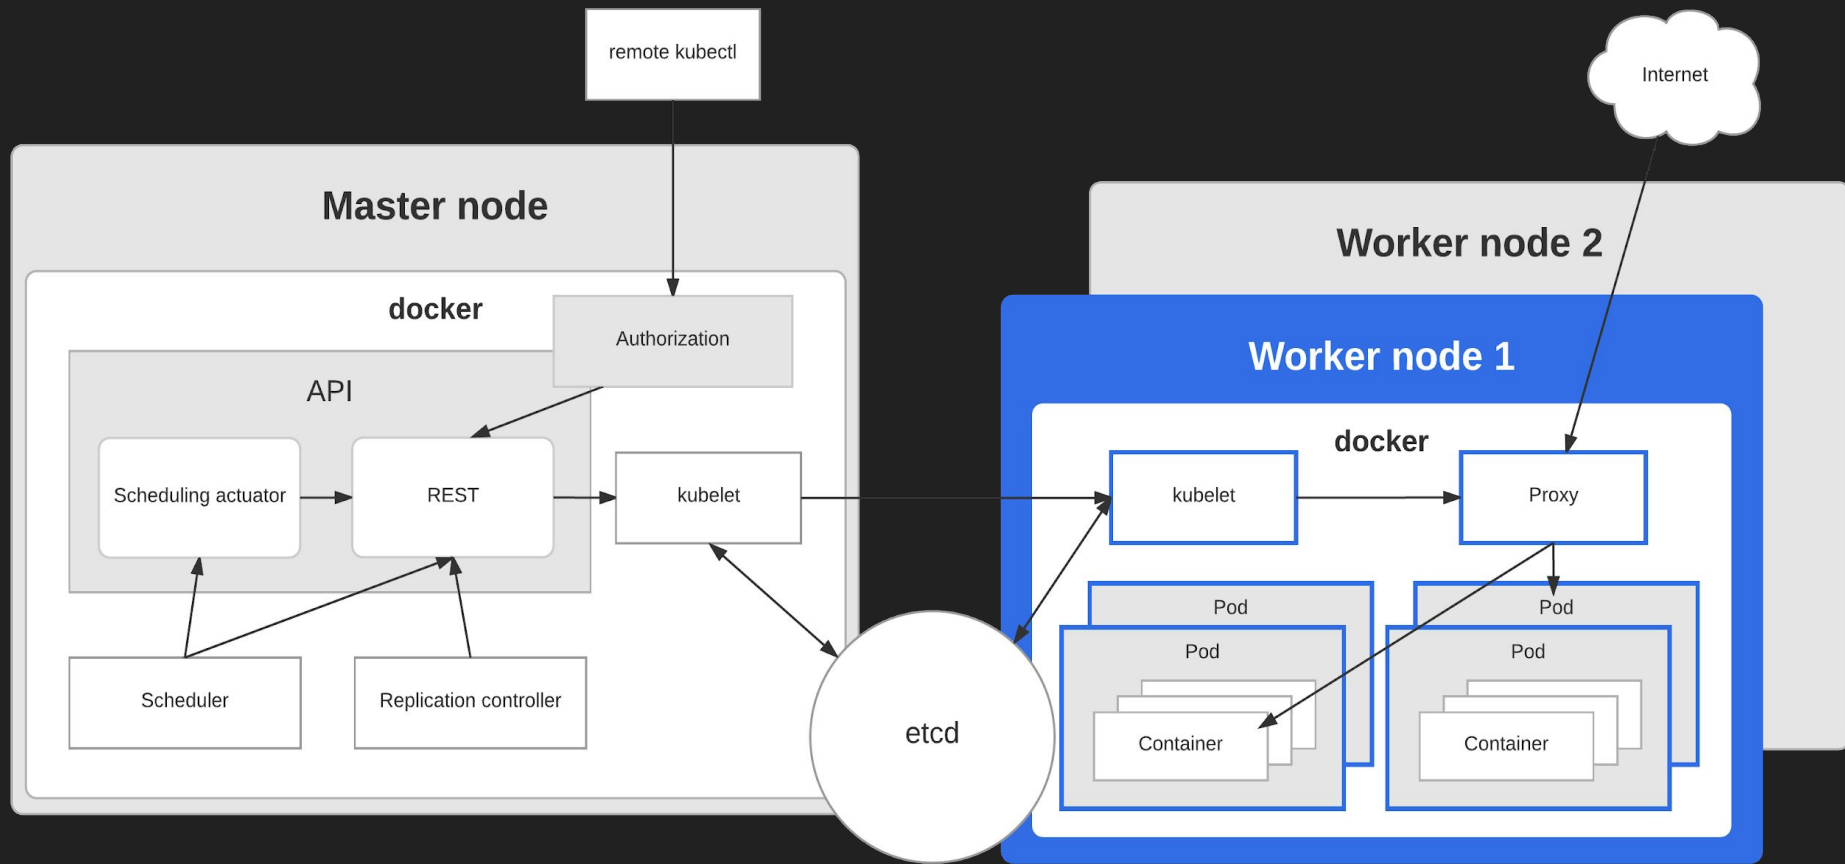 remote kubectl
Internet
Master node
Worker node 2
docker
Authorization
Worker node 1
API
docker
Scheduling actuator
REST
kubelet
kubelet
Proxy
Pod
Pod
Pod
Pod
Scheduler
Replication controller
etcd
Container
Container